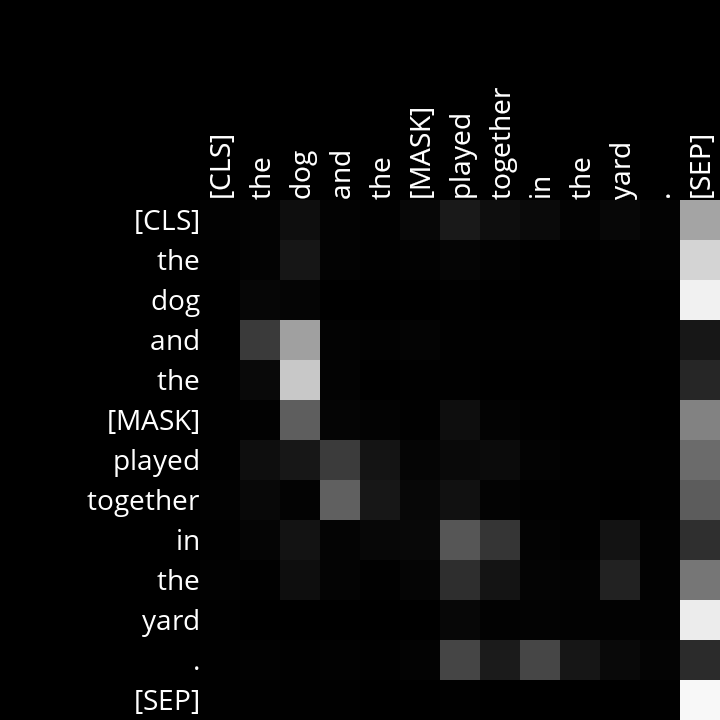 [CLS]
the
dog
and
the
[MASK]
played
together
in
the
yard
.
[SEP]
[CLS]
the
dog
and
the
[MASK]
played
together
in
the
yard
.
[SEP]